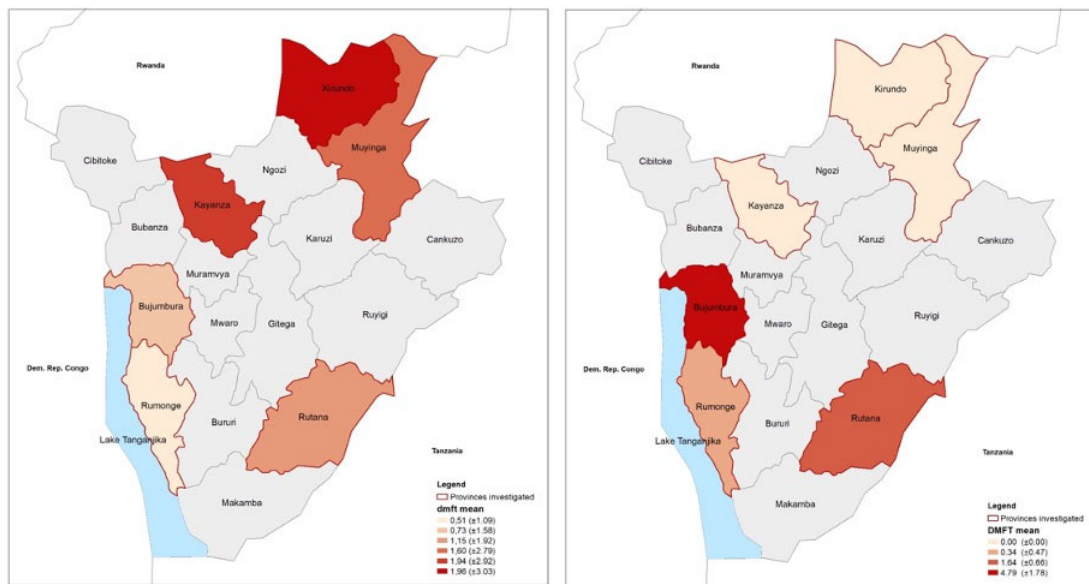 Rwanda
Kirundo
Cibitoke
Ngozi
Muyinga
Kayanza
Bubanza
Karuzi
Cankuzo
Muramvya
Bujumbura
Mwaro
Gitega
Ruyigi
Dem. Rep. Congo
Rumonge
Rutana
Bururi
Lake Tanganjika
Tanzania
Makamba
Legend
Provinces investigated
dmft mean
0,51 (±1.09)
0,73 (±1.58)
1,15 (±1.92)
1,60 (±2.79)
1,94 (±2.92)
1,96 (±3.03)
Rwanda
Kirundo
Cibitoke
Ngozi
Muyinga
Kayanza
Bubanza
Karuzi
Cankuzo
Muramvya
Bujumbura
Mwaro
Gitega
Ruyigi
Dem. Rep. Congo
Rumonge
Rutana
Bururi
Lake Tanganjika
Tanzania
Makamba
Legend
Provinces investigated
DMFT mean
0.00 (±0.00)
0.34 (±0.47)
1.64 (±0.66)
4.79 (±1.78)